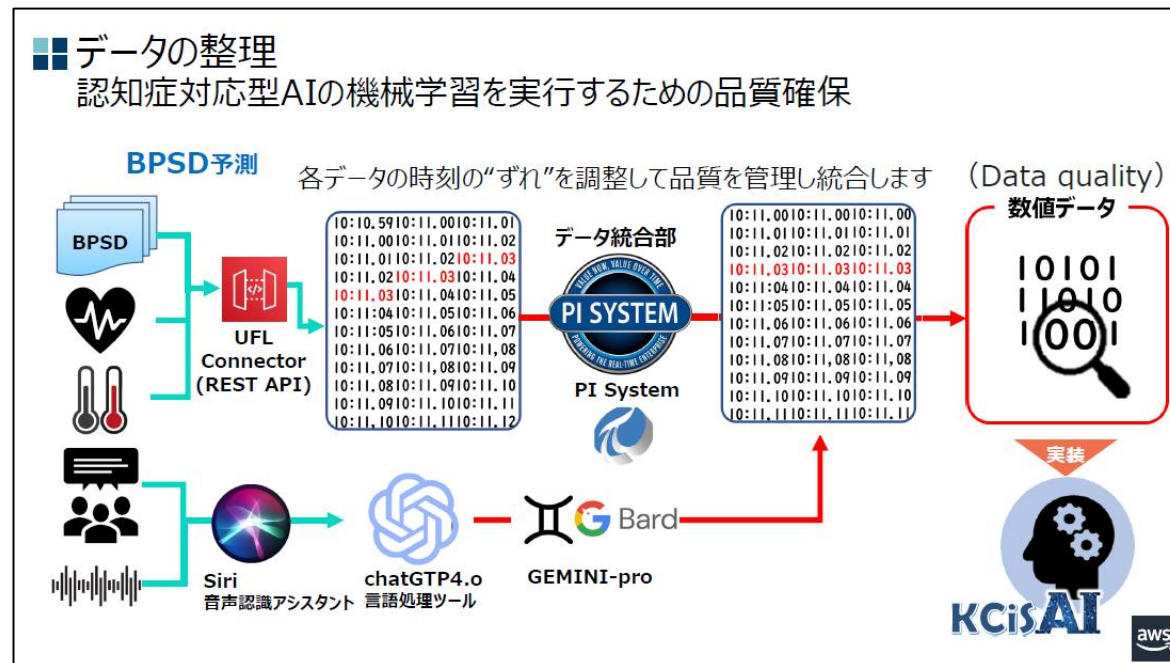 データの整理
認知症対応型AIの機械学習を実行するための品質確保
BPSD予測
各データの時刻の“ずれ”を調整して品質を管理し統合します
(Data quality)
数値データ
BPSD
UFL
Connector
(REST API)
10:10.5910:11.0010:11.01
10:11.0010:11.0110:11.02
10:11.0110:11.0210:11.03
10:11.0210:11.0310:11.04
10:11.0310:11.0410:11.05
10:11:0410:11.0510:11.06
10:11:0510:11.0610:11.07
10:11.0610:11.0710:11,08
10:11.0710:11,0810:11.09
10:11.0810:11.0910:11.10
10:11.0910:11.1010:11.11
10:11.1010:11.1110:11.12
データ統合部
VALUE NOW, VALUE OVER TIME
PI SYSTEM
POWERING THE REAL-TIME ENTERPRISE
PI System
10:11.0010:11.0010:11.00
10:11.0110:11.0110:11.01
10:11.0210:11.0210:11.02
10:11.0310:11.0310:11.03
10:11:0410:11.0410:11.04
10:11:0510:11.0510:11.05
10:11.0610:11.0610:11.06
10:11.0710:11.0710:11.07
10:11.0810:11,0810:11,08
10:11.0910:11.0910:11.09
10:11.1010:11.1010:11.10
10:11.1110:11.1110:11.11
10101
11010
1001
実装
Siri
音声認識アシスタント
chatGTP4.o
言語処理ツール
G Bard
GEMINI-pro
KCiSAI
aws